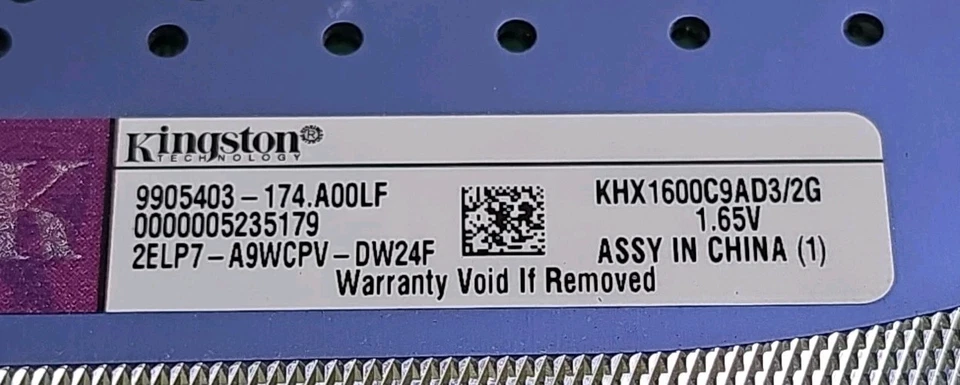 Kingston®
TECHNOLOGY
9905403-174.A00LF
0000005235179
2ELP7-A9WCPV-DW24F
KHX1600C9AD3/2G
1.65V
ASSY IN CHINA (1)
Warranty Void If Removed
K